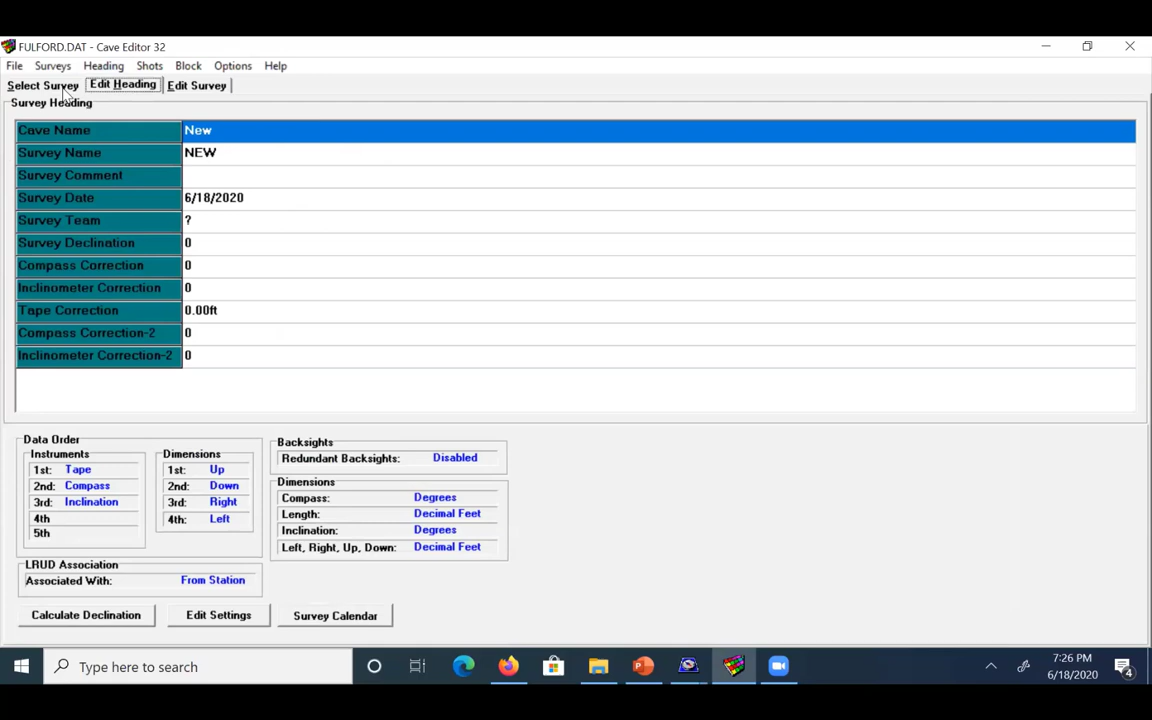 FULFORD.DAT - Cave Editor 32
File Surveys Heading Shots Block Options Help
Select Survey Edit Heading Edit Survey
Survey Heading
Cave Name New
Survey Name NEW
Survey Comment
Survey Date 6/18/2020
Survey Team ?
Survey Declination 0
Compass Correction 0
Inclinometer Correction 0
Tape Correction 0.00ft
Compass Correction-2 0
Inclinometer Correction-2 0
Data Order
Instruments
1st: Tape
2nd: Compass
3rd: Inclination
4th
5th
Dimensions
1st: Up
2nd: Down
3rd: Right
4th: Left
LRUD Association
Associated With: From Station
Backsights
Redundant Backsights: Disabled
Dimensions
Compass: Degrees
Length: Decimal Feet
Inclination: Degrees
Left, Right, Up, Down: Decimal Feet
Calculate Declination Edit Settings Survey Calendar
Type here to search
7:26 PM
6/18/2020
4